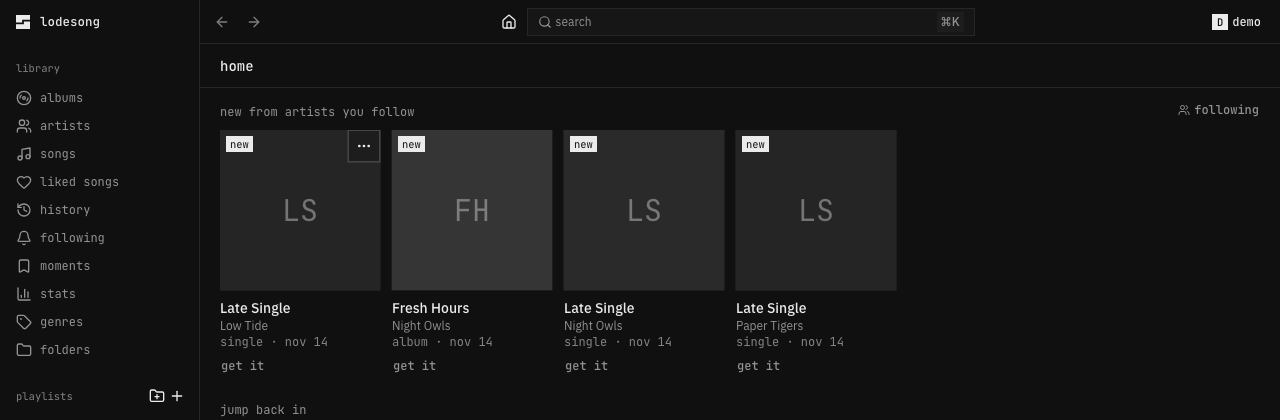 lodesong
search
⌘K
D demo
library
albums
artists
songs
liked songs
history
following
moments
stats
genres
folders
playlists
home
new from artists you follow
following
new
LS
Late Single
Low Tide
single · nov 14
get it
new
FH
Fresh Hours
Night Owls
album · nov 14
get it
new
LS
Late Single
Night Owls
single · nov 14
get it
new
LS
Late Single
Paper Tigers
single · nov 14
get it
jump back in